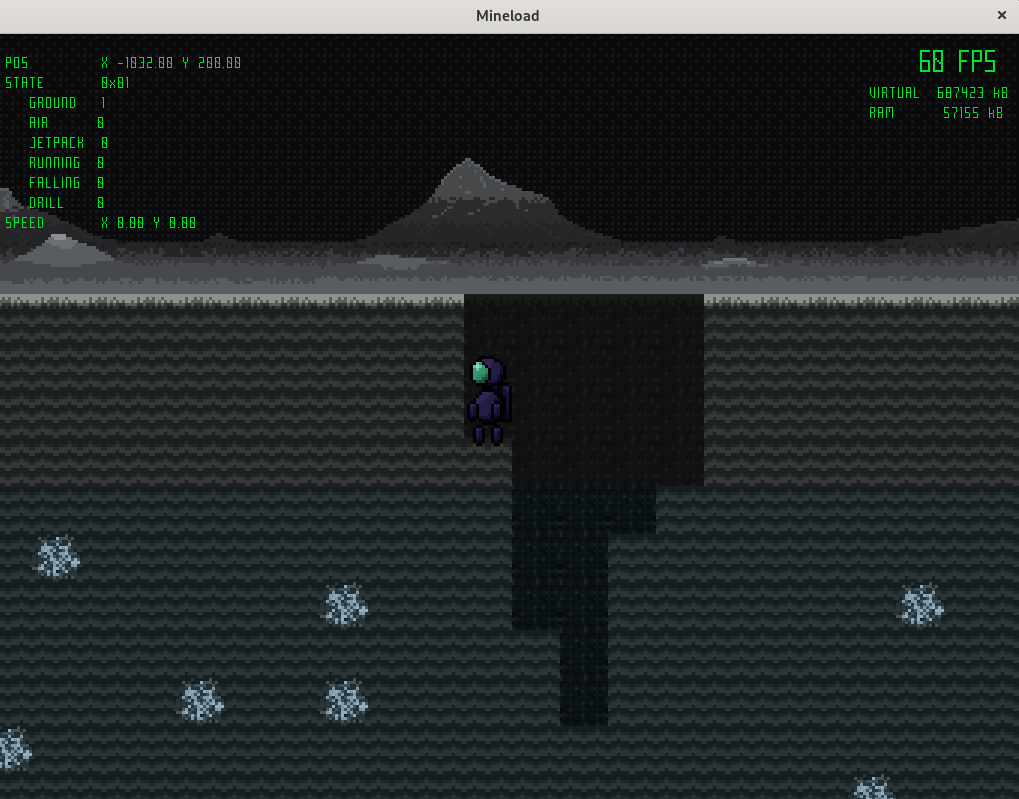 Mineload ×
POS X -1032.00 Y 200.00
STATE 0x01
GROUND 1
AIR 0
JETPACK 0
RUNNING 0
FALLING 0
DRILL 0
SPEED X 0.00 Y 0.00
60 FPS
VIRTUAL 687423 kB
RAM 57155 kB